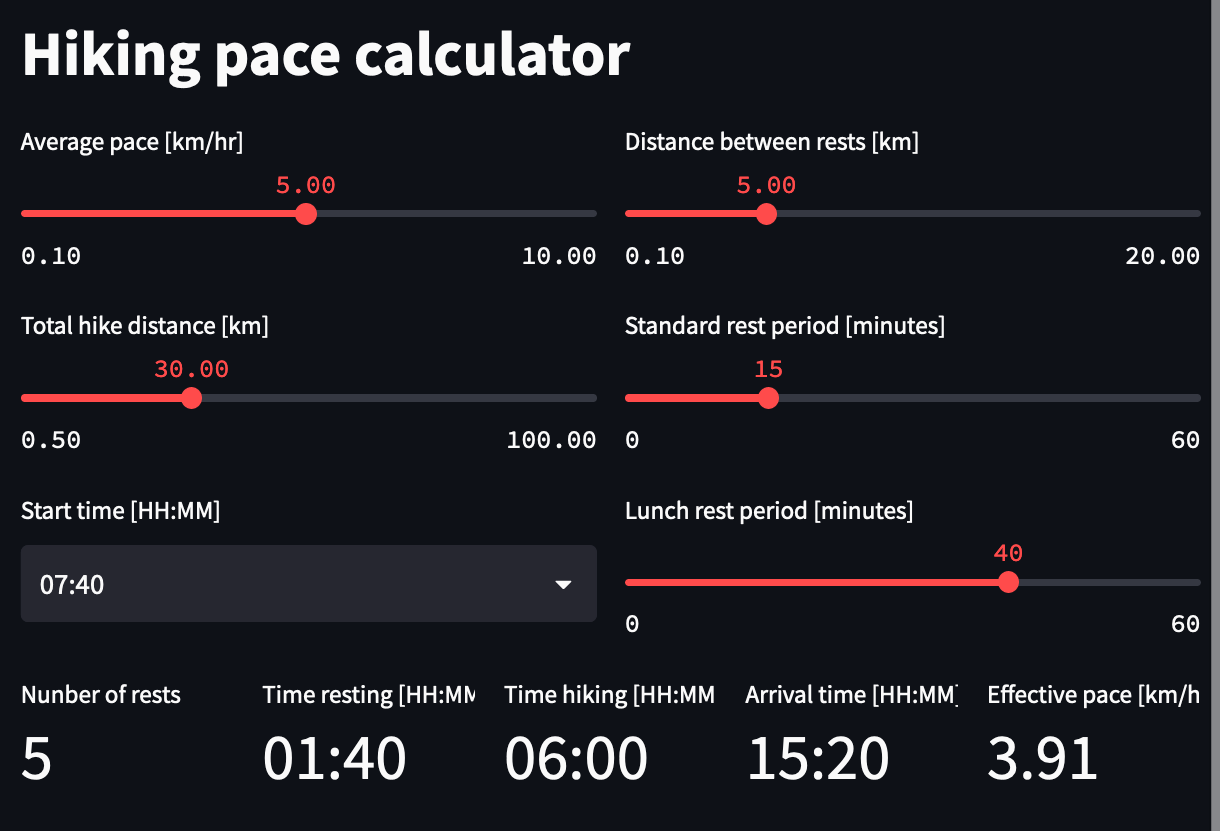 Hiking pace calculator
Average pace [km/hr]
5.00
0.10 10.00
Distance between rests [km]
5.00
0.10 20.00
Total hike distance [km]
30.00
0.50 100.00
Standard rest period [minutes]
15
0 60
Start time [HH:MM]
07:40
Lunch rest period [minutes]
40
0 60
Nunber of rests
5
Time resting [HH:MM
01:40
Time hiking [HH:MM
06:00
Arrival time [HH:MM]
15:20
Effective pace [km/h
3.91